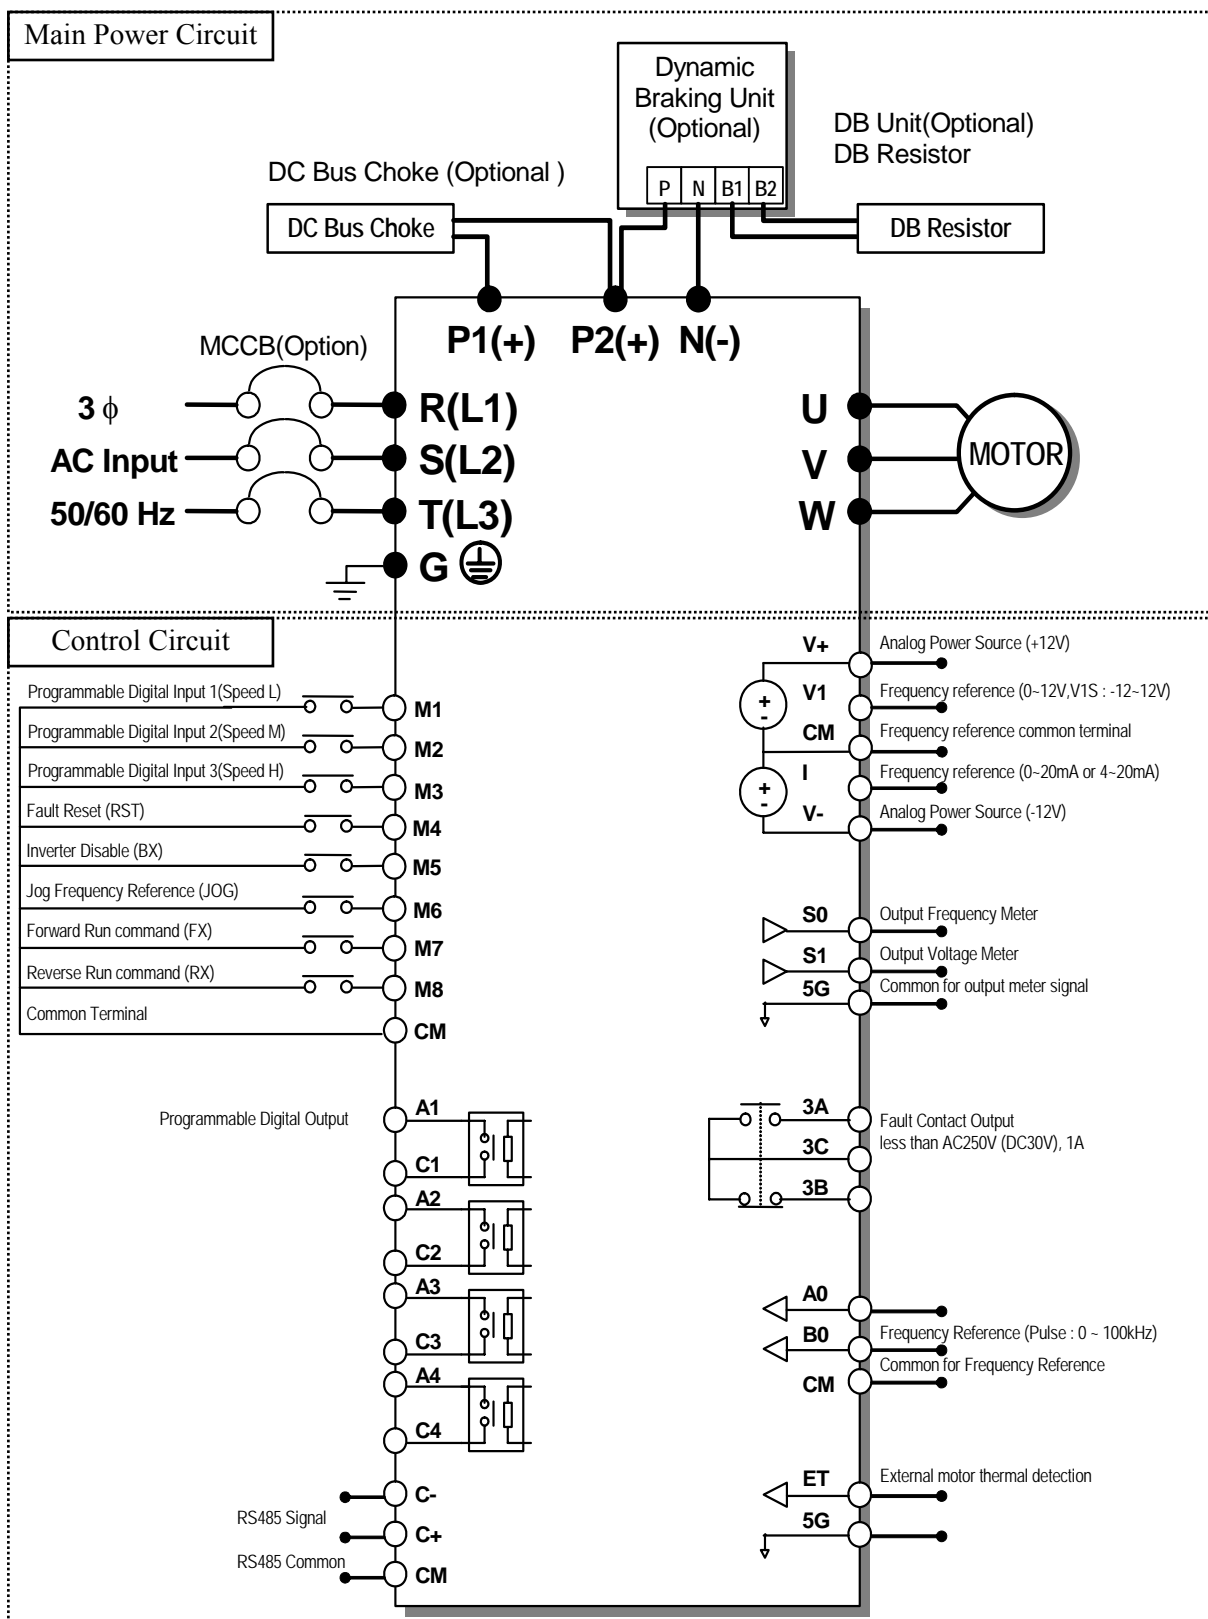 Main Power Circuit
Dynamic
Braking Unit
(Optional)
P N B1 B2
DB Unit(Optional)
DB Resistor
DC Bus Choke (Optional )
DC Bus Choke
DB Resistor
P1(+) P2(+) N(-)
MCCB(Option)
3 ϕ
R(L1)
U
AC Input
S(L2)
V
MOTOR
50/60 Hz
T(L3)
W
G
Control Circuit
Programmable Digital Input 1(Speed L)
M1
Programmable Digital Input 2(Speed M)
M2
Programmable Digital Input 3(Speed H)
M3
Fault Reset (RST)
M4
Inverter Disable (BX)
M5
Jog Frequency Reference (JOG)
M6
Forward Run command (FX)
M7
Reverse Run command (RX)
M8
Common Terminal
CM
V+
Analog Power Source (+12V)
V1
Frequency reference (0~12V,V1S : -12~12V)
+
-
CM
Frequency reference common terminal
I
Frequency reference (0~20mA or 4~20mA)
+
-
V-
Analog Power Source (-12V)
S0
Output Frequency Meter
S1
Output Voltage Meter
5G
Common for output meter signal
Programmable Digital Output
A1
C1
A2
C2
A3
C3
A4
C4
3A
Fault Contact Output
less than AC250V (DC30V), 1A
3C
3B
A0
B0
Frequency Reference (Pulse : 0 ~ 100kHz)
Common for Frequency Reference
CM
ET
External motor thermal detection
5G
C-
RS485 Signal
C+
RS485 Common
CM